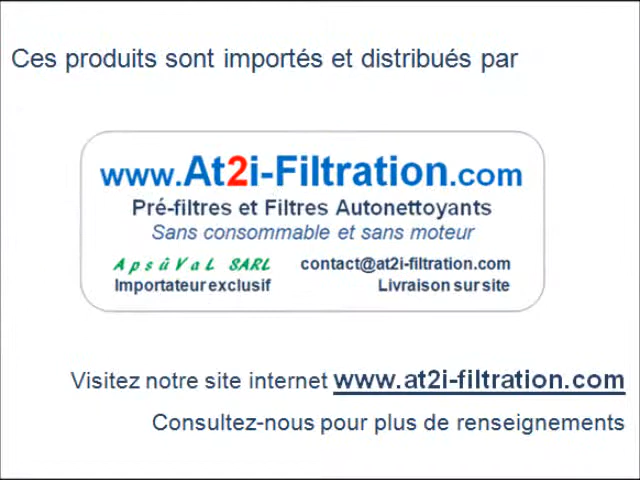 Ces produits sont importés et distribués par
www.At2i-Filtration.com
Pré-filtres et Filtres Autonettoyants
Sans consommable et sans moteur
ApsûVaL SARL contact@at2i-filtration.com
Importateur exclusif Livraison sur site
Visitez notre site internet www.at2i-filtration.com
Consultez-nous pour plus de renseignements